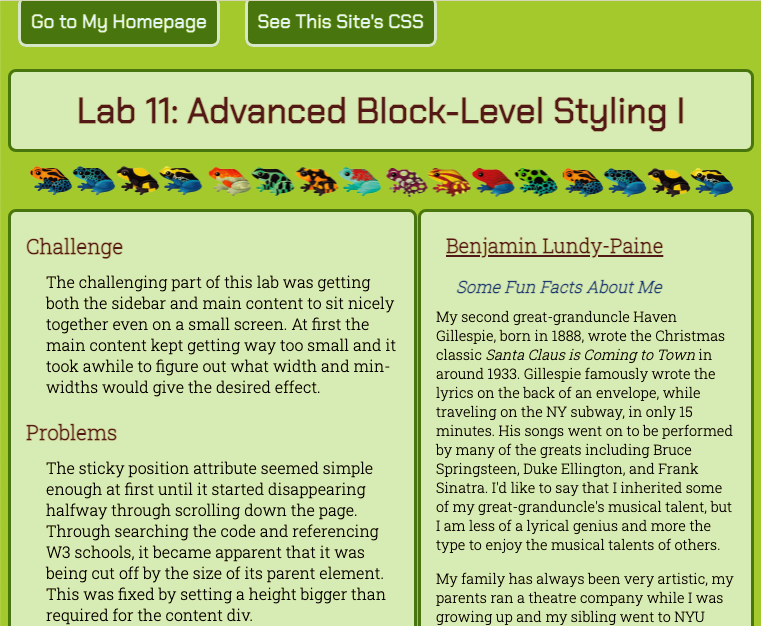 Go to My Homepage
See This Site's CSS
Lab 11: Advanced Block-Level Styling I
Challenge
The challenging part of this lab was getting
both the sidebar and main content to sit nicely
together even on a small screen. At first the
main content kept getting way too small and it
took awhile to figure out what width and min-
widths would give the desired effect.
Problems
The sticky position attribute seemed simple
enough at first until it started disappearing
halfway through scrolling down the page.
Through searching the code and referencing
W3 schools, it became apparent that it was
being cut off by the size of its parent element.
This was fixed by setting a height bigger than
required for the content div.
Benjamin Lundy-Paine
Some Fun Facts About Me
My second great-granduncle Haven
Gillespie, born in 1888, wrote the Christmas
classic Santa Claus is Coming to Town in
around 1933. Gillespie famously wrote the
lyrics on the back of an envelope, while
traveling on the NY subway, in only 15
minutes. His songs went on to be performed
by many of the greats including Bruce
Springsteen, Duke Ellington, and Frank
Sinatra. I'd like to say that I inherited some
of my great-granduncle's musical talent, but
I am less of a lyrical genius and more the
type to enjoy the musical talents of others.
My family has always been very artistic, my
parents ran a theatre company while I was
growing up and my sibling went to NYU